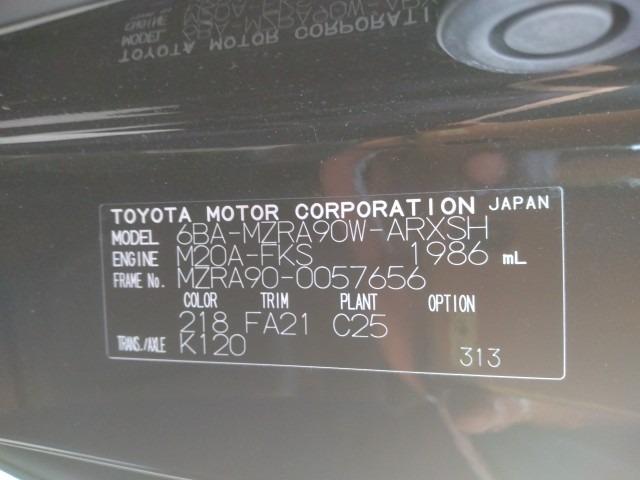 TOYOTA MOTOR CORPORATION JAPAN
MODEL 6BA-MZRA90W-ARXSH
ENGINE M20A-FKS 1986 mL
FRAME No. MZRA90-0057656
COLOR TRIM PLANT OPTION
218 FA21 C25
TRANS./AXLE K120 313